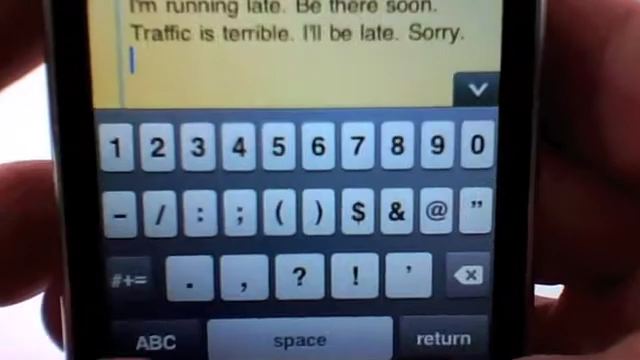 I'm running late. Be there soon.
Traffic is terrible. I'll be late. Sorry.
1 2 3 4 5 6 7 8 9 0
- / : ; ( ) $ & @ "
#+= . , ? ! '
ABC space return